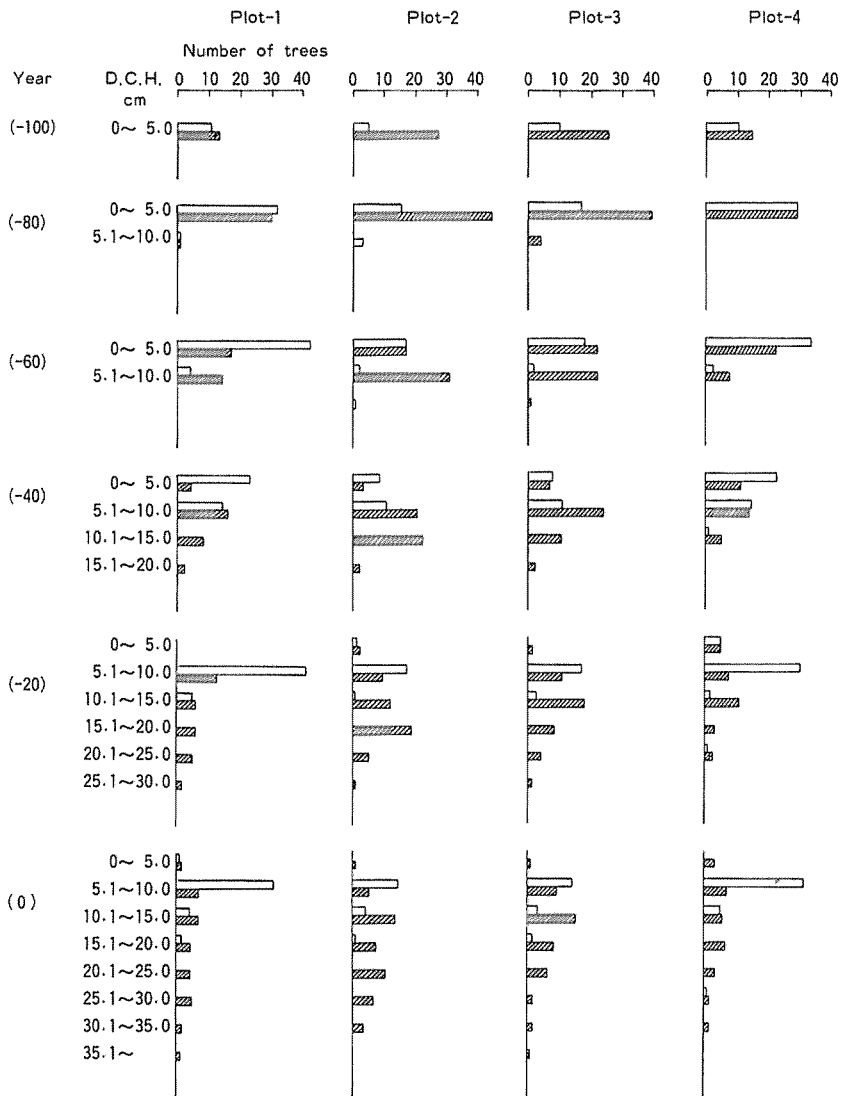 Plot-1 Plot-2 Plot-3 Plot-4
Number of trees
Year D.C.H. cm 0 10 20 30 40 0 10 20 30 40 0 10 20 30 40 0 10 20 30 40
(-100) 0~ 5.0
(-80) 0~ 5.0
5.1~10.0
(-60) 0~ 5.0
5.1~10.0
(-40) 0~ 5.0
5.1~10.0
10.1~15.0
15.1~20.0
(-20) 0~ 5.0
5.1~10.0
10.1~15.0
15.1~20.0
20.1~25.0
25.1~30.0
(0) 0~ 5.0
5.1~10.0
10.1~15.0
15.1~20.0
20.1~25.0
25.1~30.0
30.1~35.0
35.1~